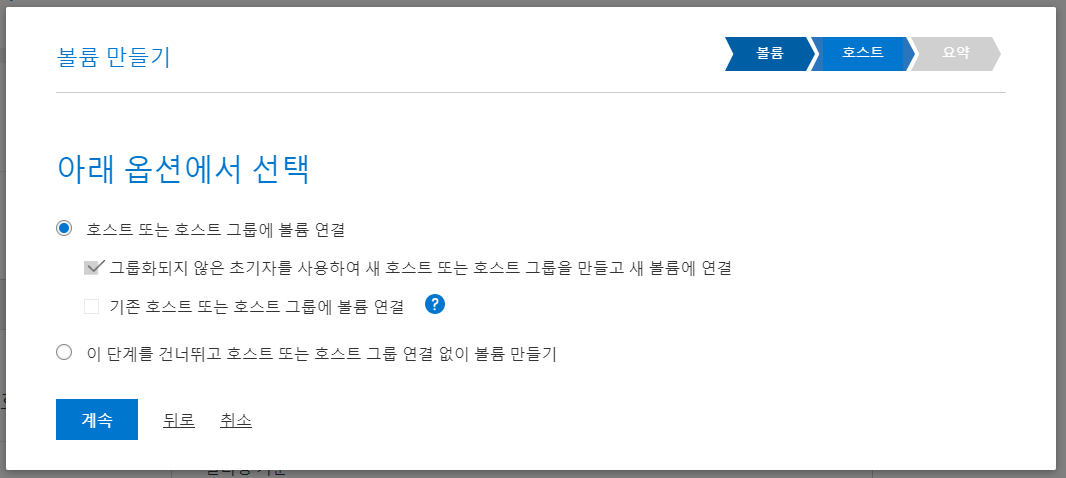 볼륨 만들기
볼륨
호스트
요약
아래 옵션에서 선택
호스트 또는 호스트 그룹에 볼륨 연결
그룹화되지 않은 초기자를 사용하여 새 호스트 또는 호스트 그룹을 만들고 새 볼륨에 연결
기존 호스트 또는 호스트 그룹에 볼륨 연결
?
이 단계를 건너뛰고 호스트 또는 호스트 그룹 연결 없이 볼륨 만들기
계속
뒤로
취소